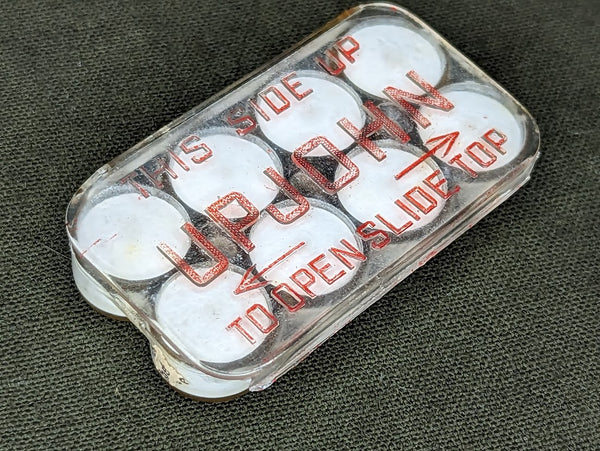 THIS SIDE UP
UPJOHN
TO OPEN SLIDE TOP